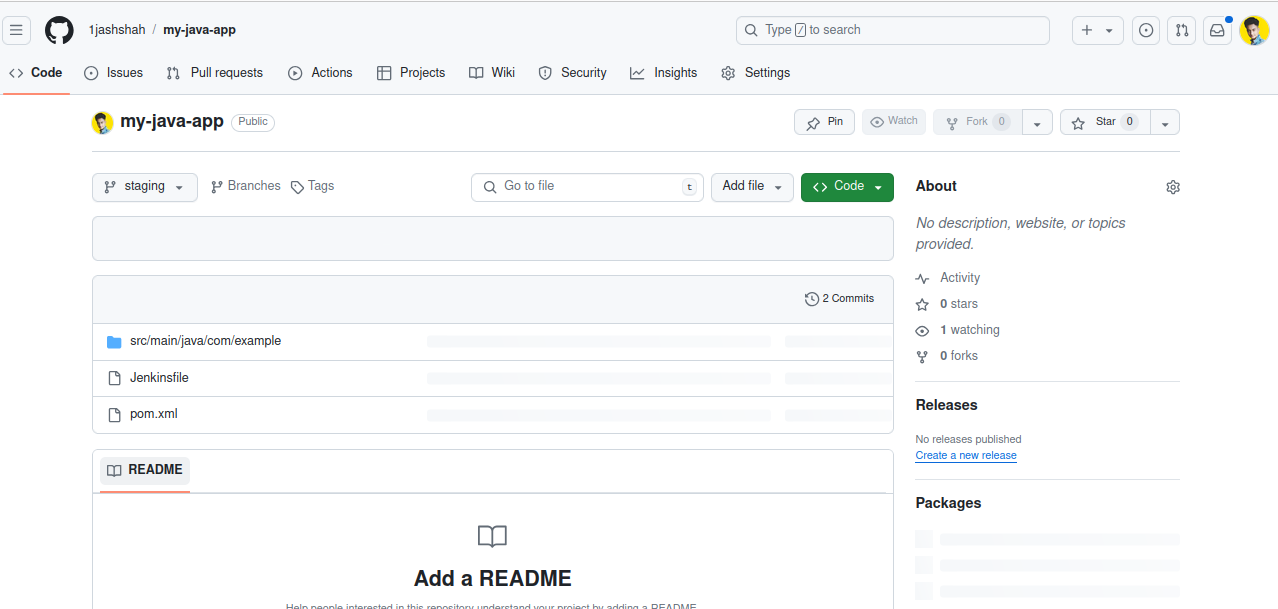 1jashshah / my-java-app
Type / to search
Code Issues Pull requests Actions Projects Wiki Security Insights Settings
my-java-app Public
Pin Watch Fork 0 Star 0
staging Branches Tags Go to file t Add file Code
2 Commits
src/main/java/com/example
Jenkinsfile
pom.xml
README
Add a README
Help people interested in this repository understand your project by adding a README.
About
No description, website, or topics
provided.
Activity
0 stars
1 watching
0 forks
Releases
No releases published
Create a new release
Packages